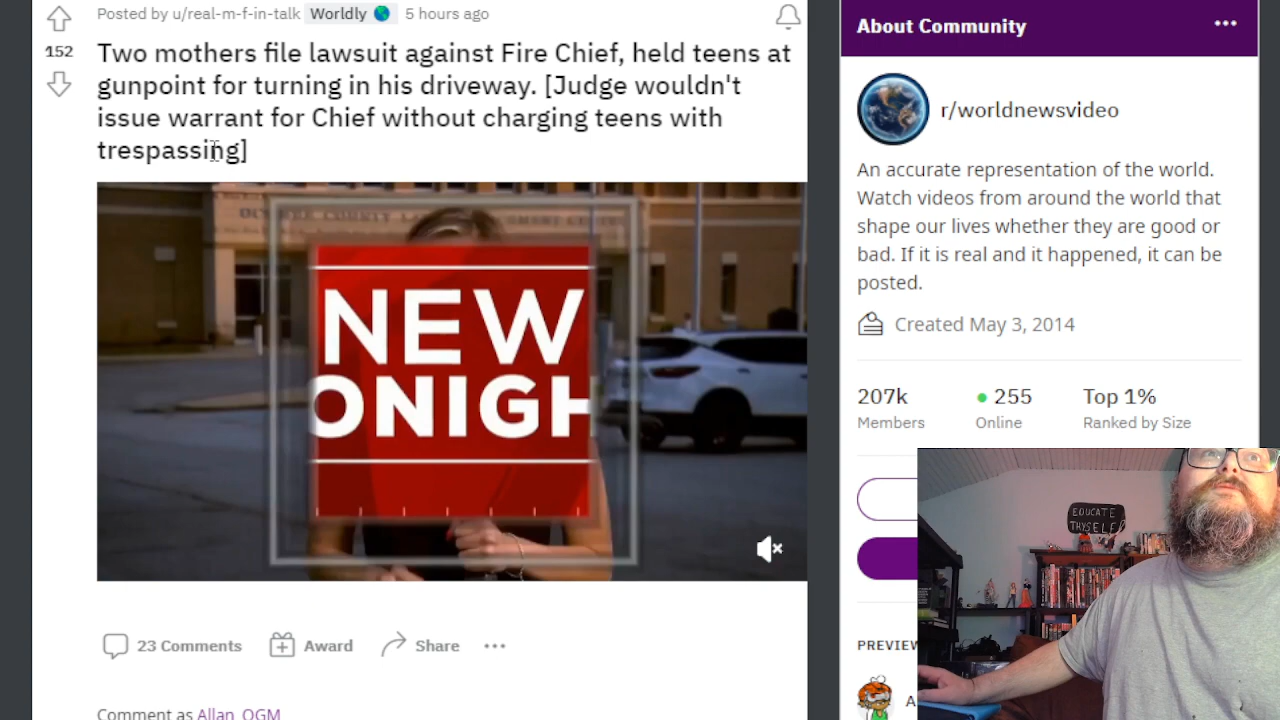 Posted by u/real-m-f-in-talk Worldly 5 hours ago
152
Two mothers file lawsuit against Fire Chief, held teens at
gunpoint for turning in his driveway. [Judge wouldn't
issue warrant for Chief without charging teens with
trespassing]
NEW
ONIGH
23 Comments
Award
Share
Comment as Allan_OGM
About Community
r/worldnewsvideo
An accurate representation of the world.
Watch videos from around the world that
shape our lives whether they are good or
bad. If it is real and it happened, it can be
posted.
Created May 3, 2014
207k
Members
255
Online
Top 1%
Ranked by Size
PREVIEW
A
EDUCATE
THYSELF